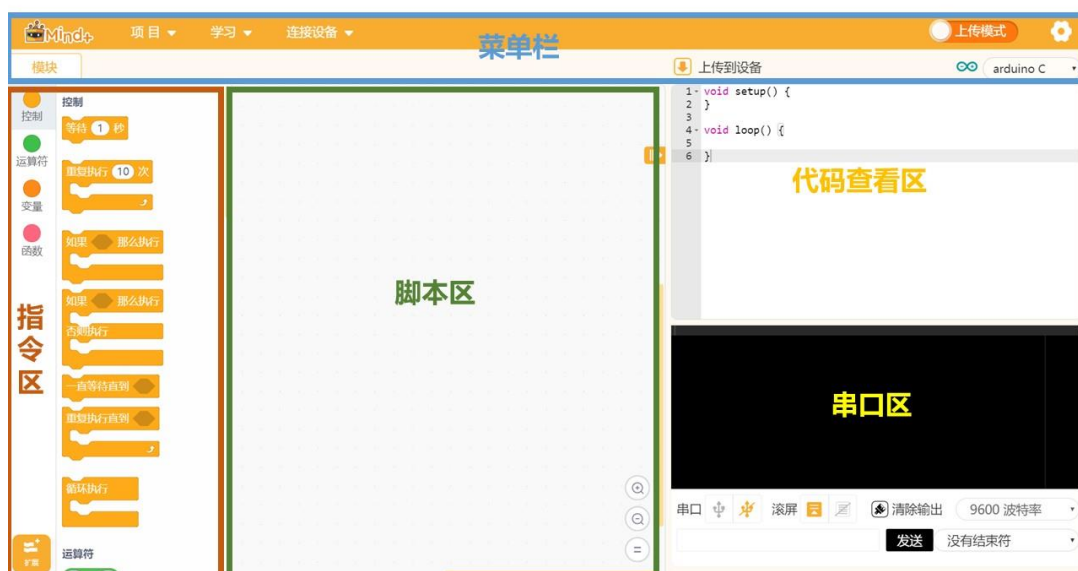 Mind+ 项目 学习 连接设备 上传模式
菜单栏
模块 上传到设备 arduino C
控制
运算符
变量
函数
指令区
扩展
控制
等待 1 秒
重复执行 10 次
如果 那么执行
如果 那么执行
否则执行
一直等待直到
重复执行直到
循环执行
运算符
脚本区
1 void setup() {
2 }
3
4 void loop() {
5
6 }
代码查看区
串口区
串口 滚屏 清除输出 9600 波特率
发送 没有结束符